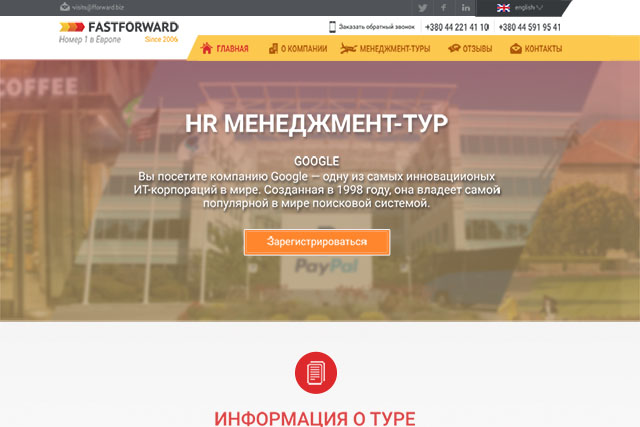 visits@fforward.biz
english
FASTFORWARD
Номер 1 в Европе
Since 2006
Заказать обратный звонок
+380 44 221 41 10
+380 44 591 95 41
ГЛАВНАЯ
О КОМПАНИИ
МЕНЕДЖМЕНТ-ТУРЫ
ОТЗЫВЫ
КОНТАКТЫ
COFFEE
HR МЕНЕДЖМЕНТ-ТУР
GOOGLE
Вы посетите компанию Google — одну из самых инновациионых
ИТ-корпораций в мире. Созданная в 1998 году, она владеет самой
популярной в мире поисковой системой.
Зарегистрироваться
PayPal
ИНФОРМАЦИЯ О ТУРЕ